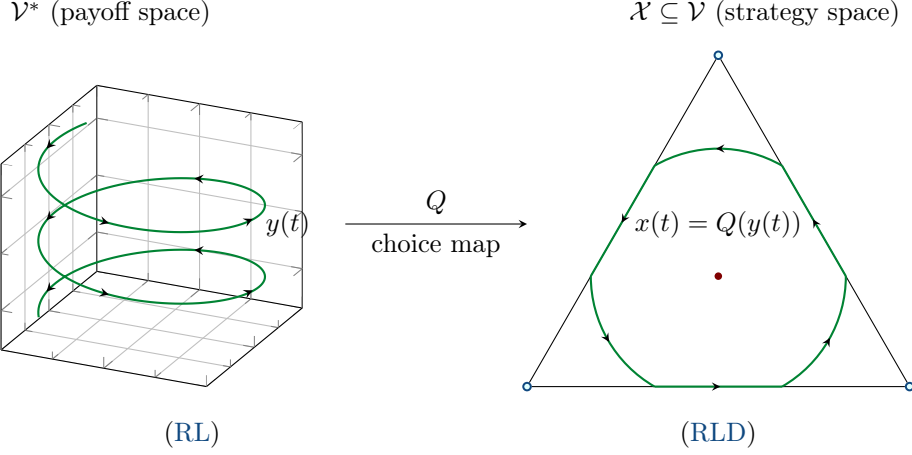 𝒱* (payoff space)
𝒳 ⊆ 𝒱 (strategy space)
y(t)
Q
choice map
x(t) = Q(y(t))
(RL)
(RLD)